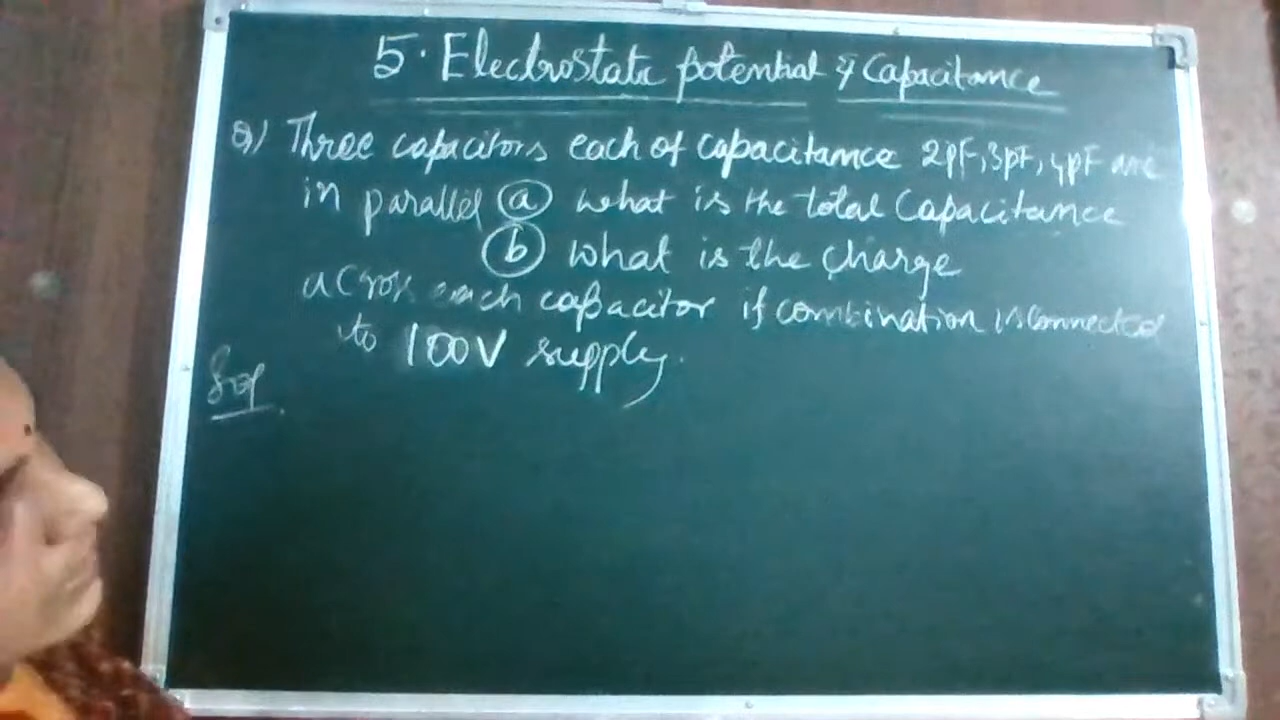 5. Electrostatic potential & Capacitance
Q) Three capacitors each of capacitance 2pF, 3pF, 4pF are
in parallel (a) what is the total Capacitance
(b) what is the charge
across each capacitor if combination is connected
to 100V supply.
Sol